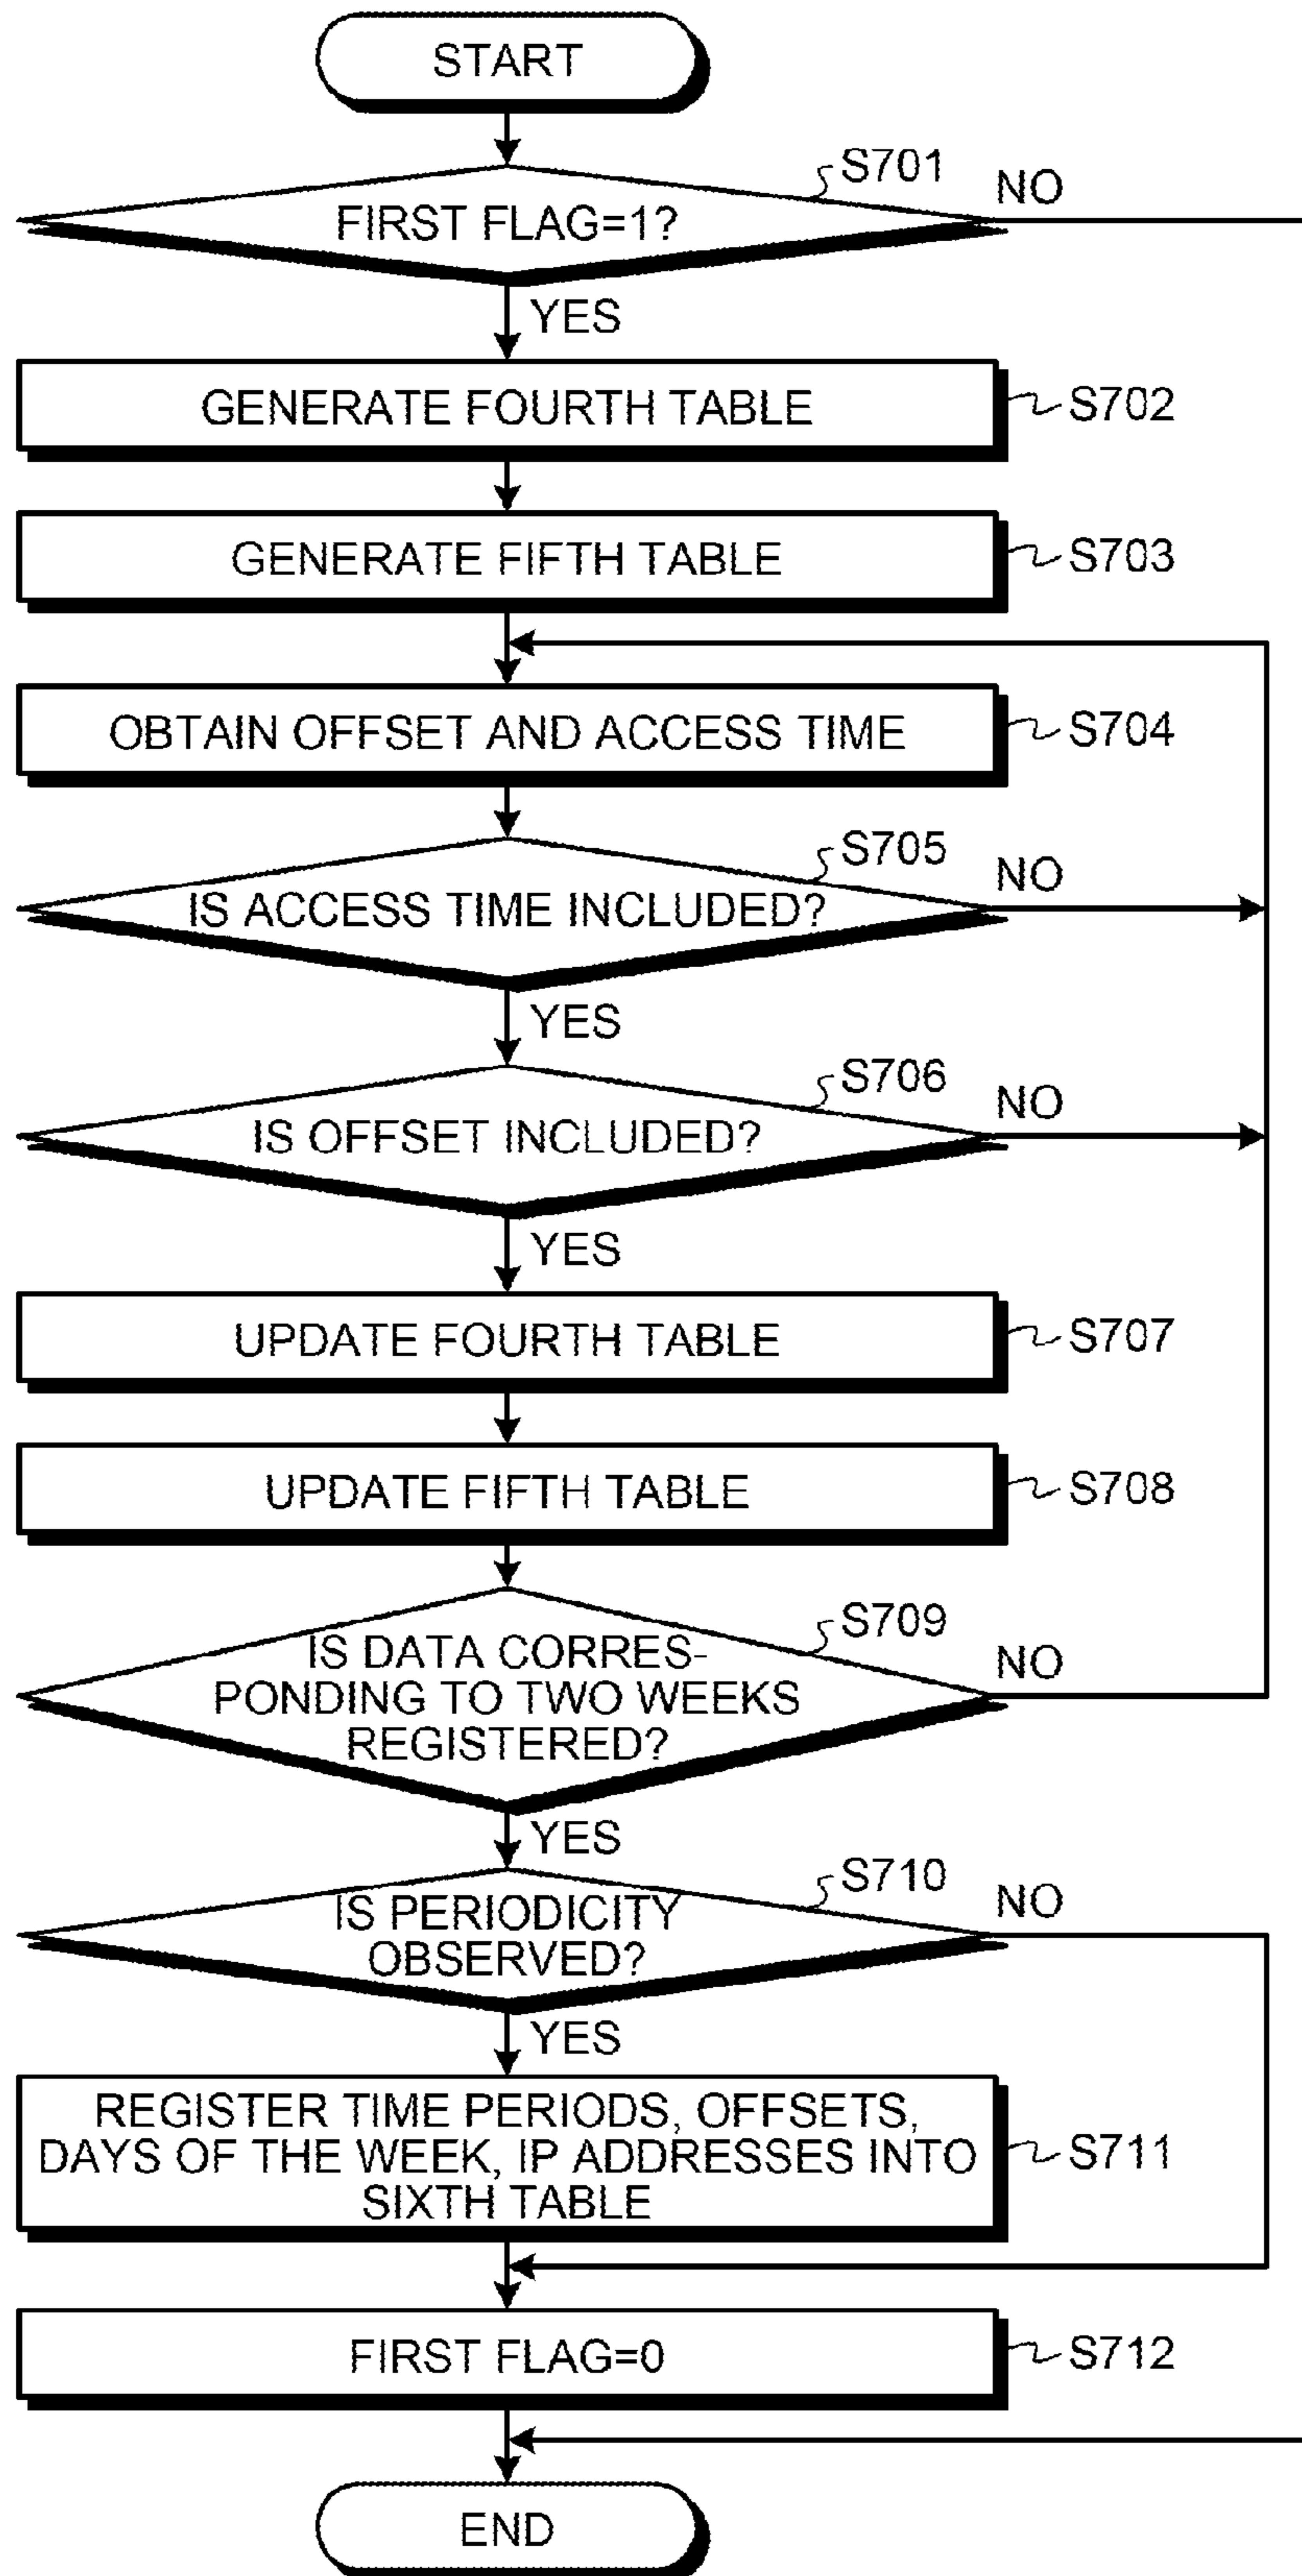 START
S701
NO
FIRST FLAG=1?
YES
GENERATE FOURTH TABLE
S702
GENERATE FIFTH TABLE
S703
OBTAIN OFFSET AND ACCESS TIME
S704
S705
NO
IS ACCESS TIME INCLUDED?
YES
S706
NO
IS OFFSET INCLUDED?
YES
UPDATE FOURTH TABLE
S707
UPDATE FIFTH TABLE
S708
S709
NO
IS DATA CORRES-
PONDING TO TWO WEEKS
REGISTERED?
YES
S710
NO
IS PERIODICITY
OBSERVED?
YES
REGISTER TIME PERIODS, OFFSETS,
DAYS OF THE WEEK, IP ADDRESSES INTO
SIXTH TABLE
S711
FIRST FLAG=0
S712
END